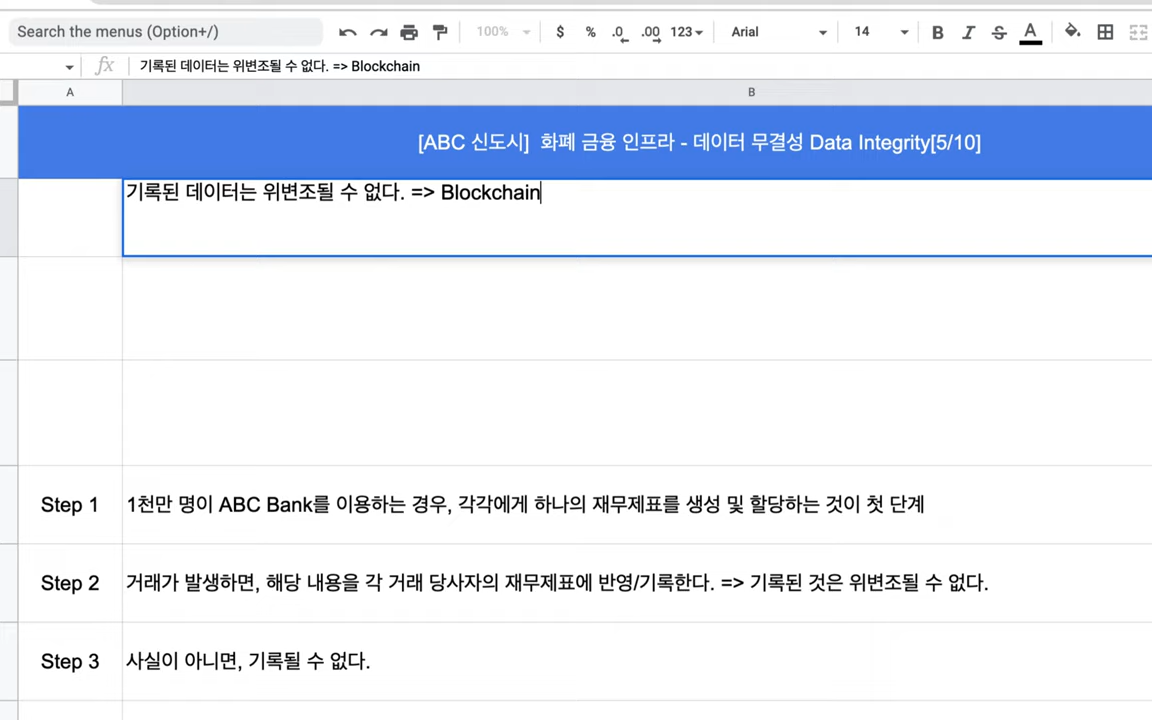 Search the menus (Option+/)
100%
$ % .0 .00 123
Arial
14
B I S A
fx 기록된 데이터는 위변조될 수 없다. => Blockchain
A B
[ABC 신도시] 화폐 금융 인프라 - 데이터 무결성 Data Integrity[5/10]
기록된 데이터는 위변조될 수 없다. => Blockchain
Step 1 1천만 명이 ABC Bank를 이용하는 경우, 각각에게 하나의 재무제표를 생성 및 할당하는 것이 첫 단계
Step 2 거래가 발생하면, 해당 내용을 각 거래 당사자의 재무제표에 반영/기록한다. => 기록된 것은 위변조될 수 없다.
Step 3 사실이 아니면, 기록될 수 없다.